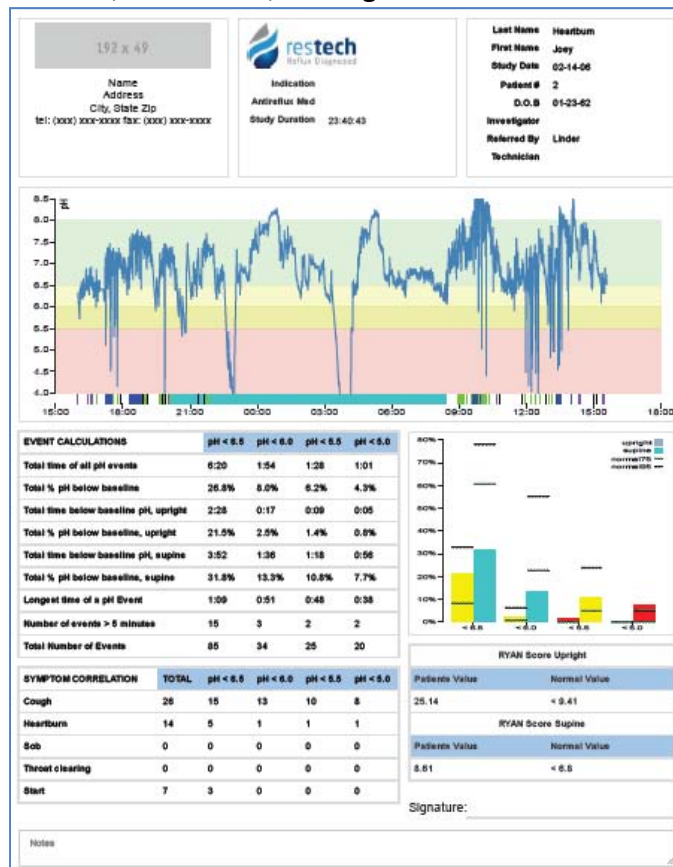 192 x 49
Name
Address
City, State Zip
tel: (xxx) xxx-xxxx fax: (xxx) xxx-xxxx
restech
Reflux Diagnosed
Indication
Antireflux Med
Study Duration 23:40:43
Last Name Heartburn
First Name Joey
Study Date 02-14-06
Patient # 2
D.O.B 01-23-62
Investigator
Referred By Linder
Technician
pH
8.5
8.0
7.5
7.0
6.5
6.0
5.5
5.0
4.5
4.0
15:00 18:00 21:00 00:00 03:00 06:00 09:00 12:00 15:00 18:00
EVENT CALCULATIONS pH < 6.5 pH < 6.0 pH < 5.5 pH < 5.0
Total time of all pH events 6:20 1:54 1:28 1:01
Total % pH below baseline 26.8% 8.0% 6.2% 4.3%
Total time below baseline pH, upright 2:28 0:17 0:09 0:05
Total % pH below baseline, upright 21.5% 2.5% 1.4% 0.8%
Total time below baseline pH, supine 3:52 1:36 1:18 0:56
Total % pH below baseline, supine 31.8% 13.3% 10.8% 7.7%
Longest time of a pH Event 1:09 0:51 0:48 0:38
Number of events > 5 minutes 15 3 2 2
Total Number of Events 85 34 25 20
80%
70%
60%
50%
40%
30%
20%
10%
0%
upright
supine
normal75
normal95
< 6.5 < 6.0 < 5.5 < 5.0
SYMPTOM CORRELATION TOTAL pH < 6.5 pH < 6.0 pH < 5.5 pH < 5.0
Cough 26 15 13 10 8
Heartburn 14 5 1 1 1
Sob 0 0 0 0 0
Throat clearing 0 0 0 0 0
Start 7 3 0 0 0
RYAN Score Upright
Patients Value Normal Value
25.14 < 9.41
RYAN Score Supine
Patients Value Normal Value
8.61 < 6.8
Signature:
Notes